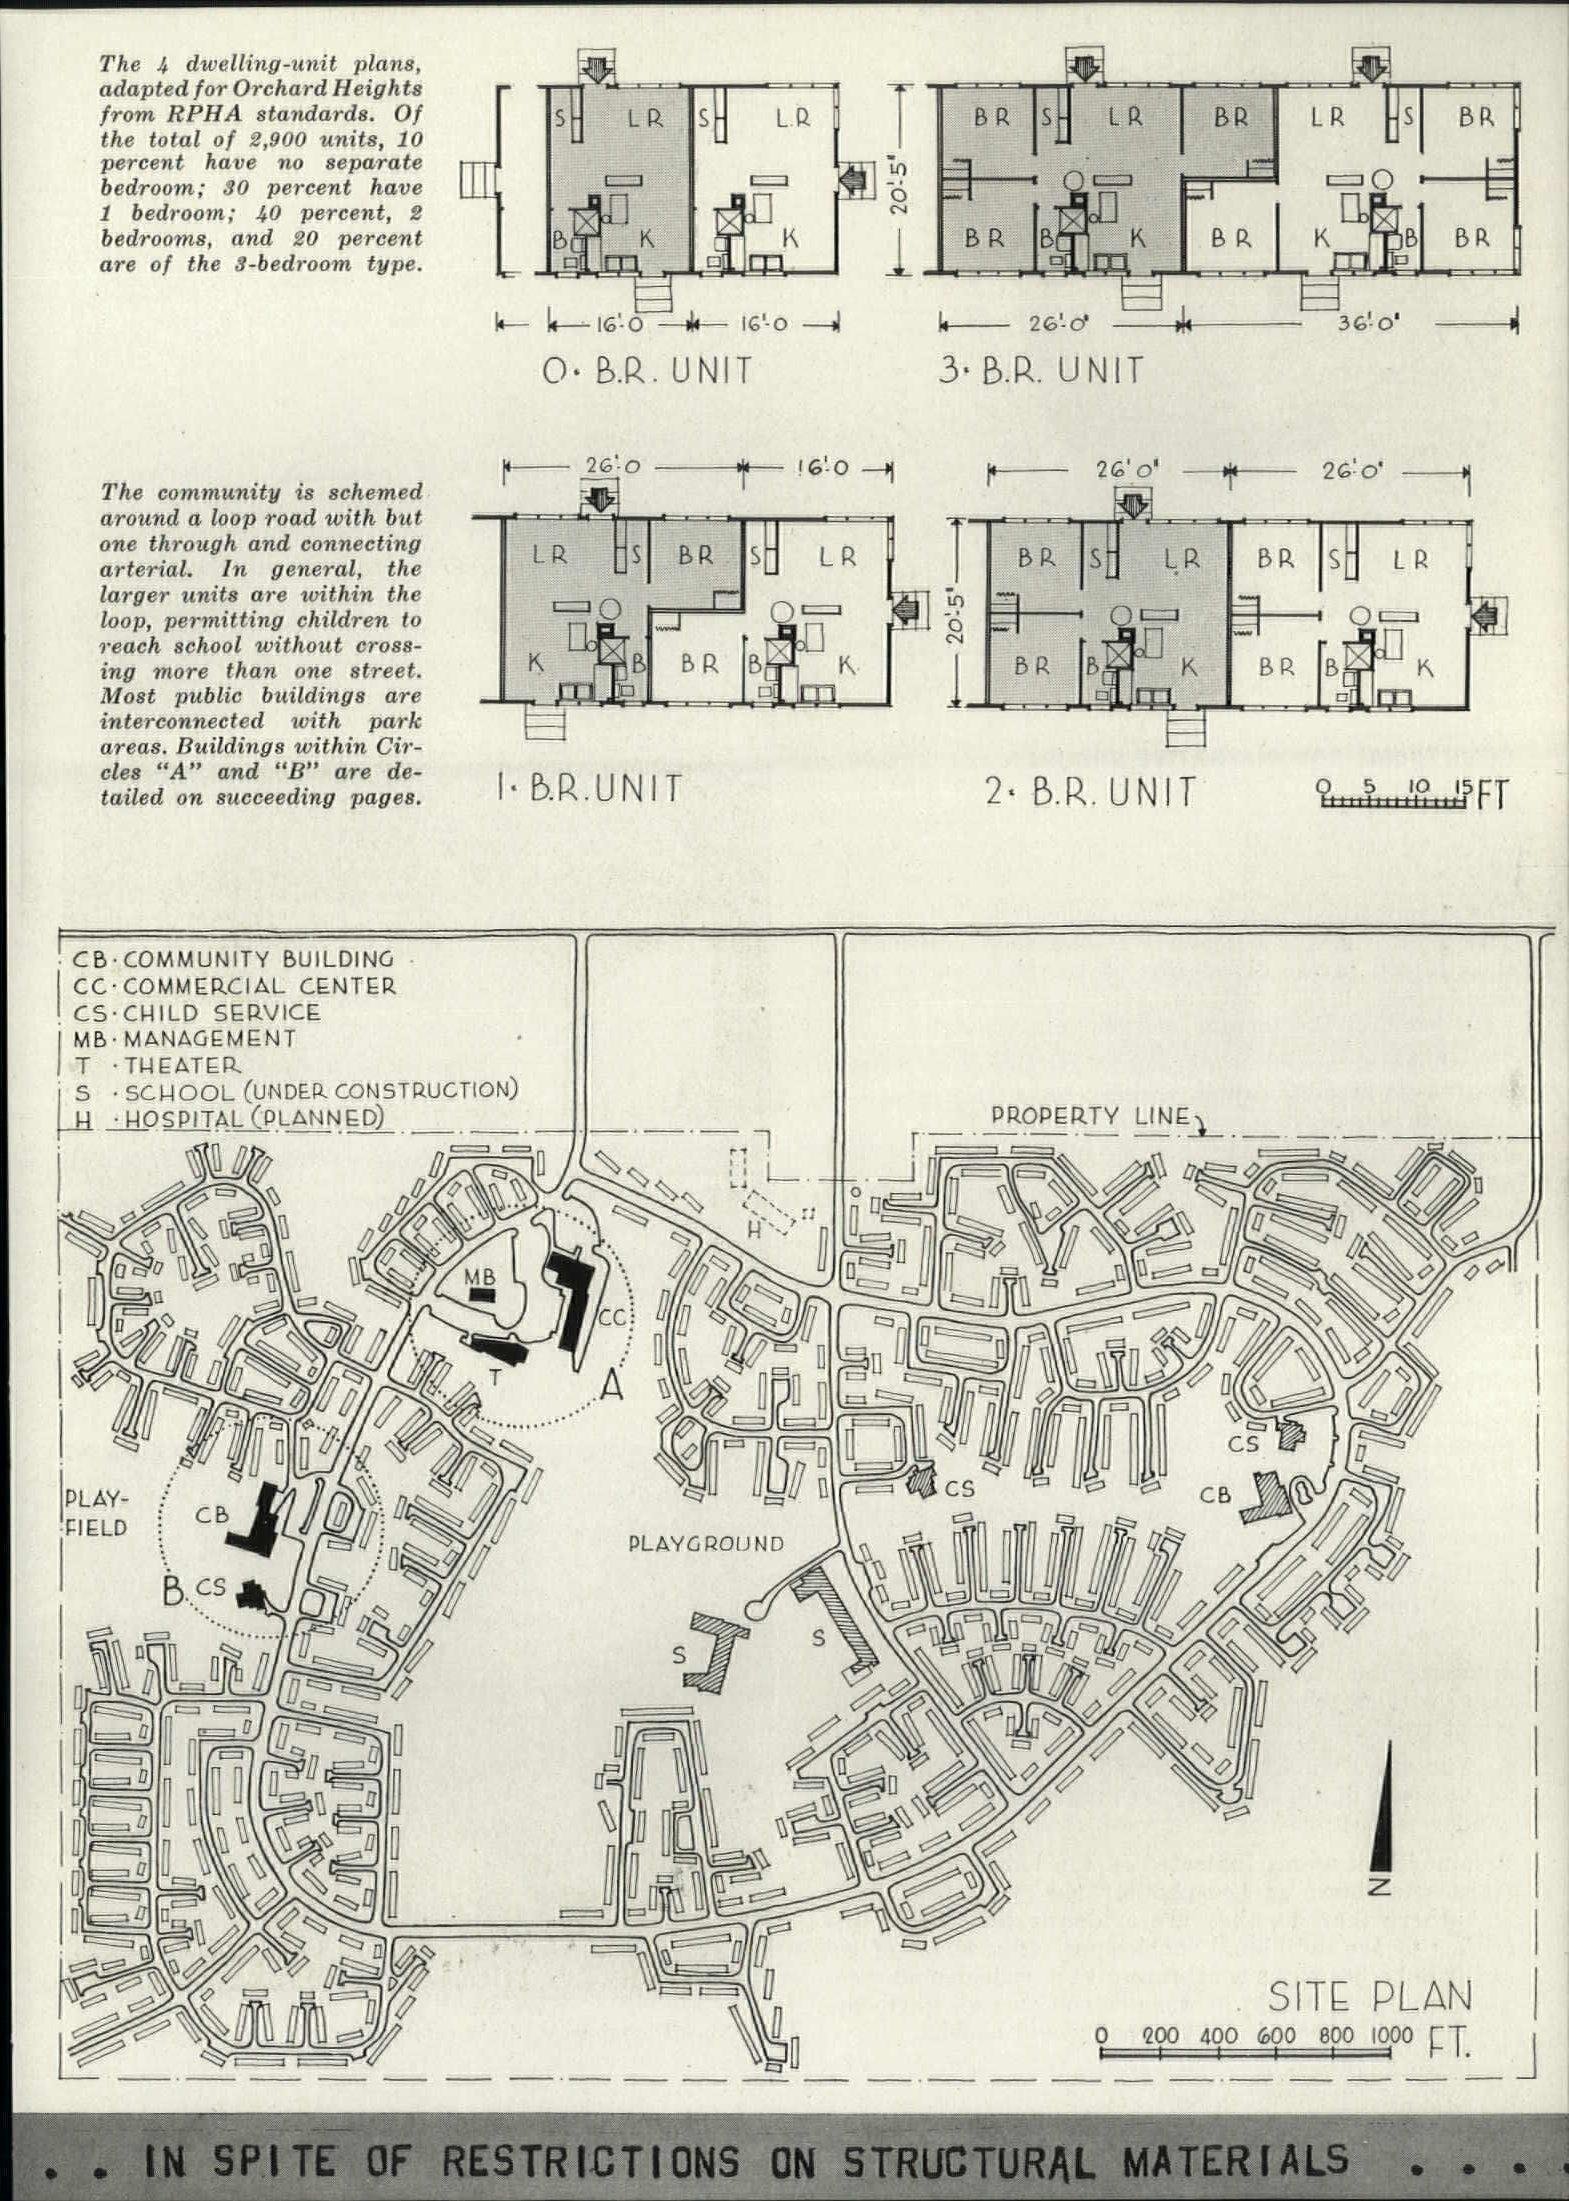 The 4 dwelling-unit plans,
adapted for Orchard Heights
from RPHA standards. Of
the total of 2,900 units, 10
percent have no separate
bedroom; 30 percent have
1 bedroom; 40 percent, 2
bedrooms, and 20 percent
are of the 3-bedroom type.
S LR S LR
B K K
16'-0 16'-0
0· B.R. UNIT
BR S LR BR LR S BR
20'-5"
BR B K BR K B BR
26'-0" 36'-0"
3· B.R. UNIT
The community is schemed
around a loop road with but
one through and connecting
arterial. In general, the
larger units are within the
loop, permitting children to
reach school without cross-
ing more than one street.
Most public buildings are
interconnected with park
areas. Buildings within Cir-
cles “A” and “B” are de-
tailed on succeeding pages.
26'-0 16'-0
LR S BR S LR
K B BR B K
1· B.R. UNIT
26'0" 26'-0"
BR S LR BR S LR
20'-5"
BR B K BR B K
2· B.R. UNIT
0 5 10 15 FT
CB · COMMUNITY BUILDING
CC · COMMERCIAL CENTER
CS · CHILD SERVICE
MB · MANAGEMENT
T · THEATER
S · SCHOOL (UNDER CONSTRUCTION)
H · HOSPITAL (PLANNED)
PROPERTY LINE
H
MB
CC
T
A
CS
CS
CB
PLAY-
FIELD
CB
PLAYGROUND
B CS
S
S
N
SITE PLAN
0 200 400 600 800 1000 FT.
. . IN SPITE OF RESTRICTIONS ON STRUCTURAL MATERIALS . . . .